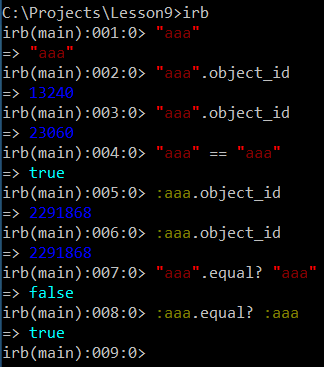 C:\Projects\Lesson9>irb
irb(main):001:0> "aaa"
=> "aaa"
irb(main):002:0> "aaa".object_id
=> 13240
irb(main):003:0> "aaa".object_id
=> 23060
irb(main):004:0> "aaa" == "aaa"
=> true
irb(main):005:0> :aaa.object_id
=> 2291868
irb(main):006:0> :aaa.object_id
=> 2291868
irb(main):007:0> "aaa".equal? "aaa"
=> false
irb(main):008:0> :aaa.equal? :aaa
=> true
irb(main):009:0>